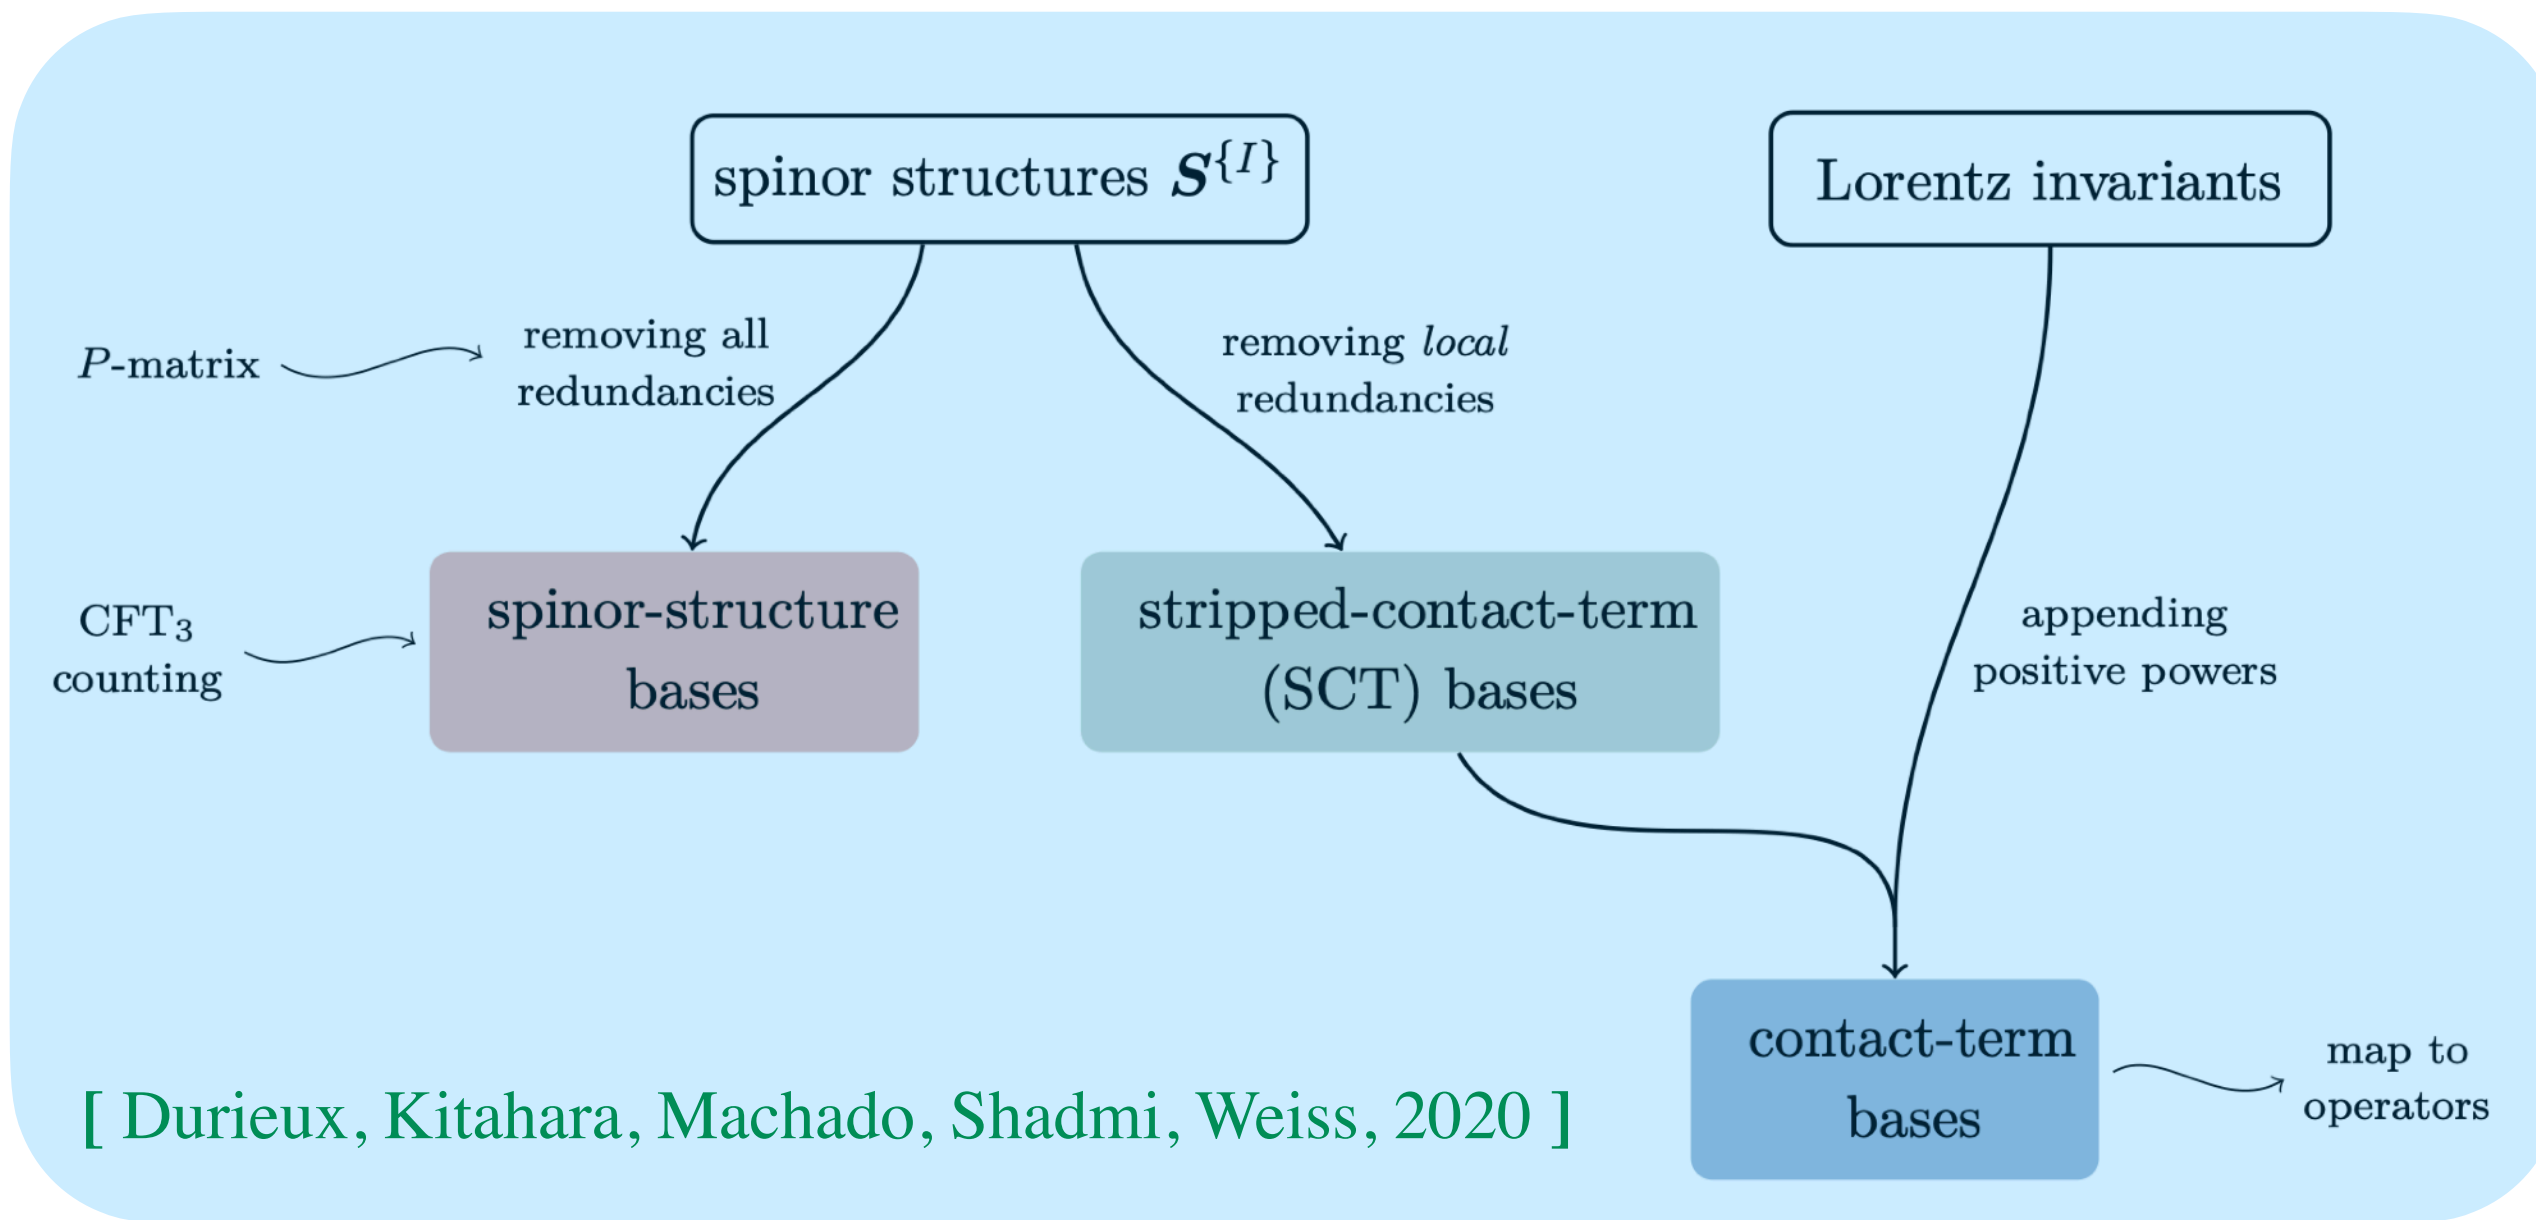 spinor structures S^{I}
Lorentz invariants
P-matrix
removing all
redundancies
removing local
redundancies
CFT₃
counting
spinor-structure
bases
stripped-contact-term
(SCT) bases
appending
positive powers
contact-term
bases
map to
operators
[ Durieux, Kitahara, Machado, Shadmi, Weiss, 2020 ]